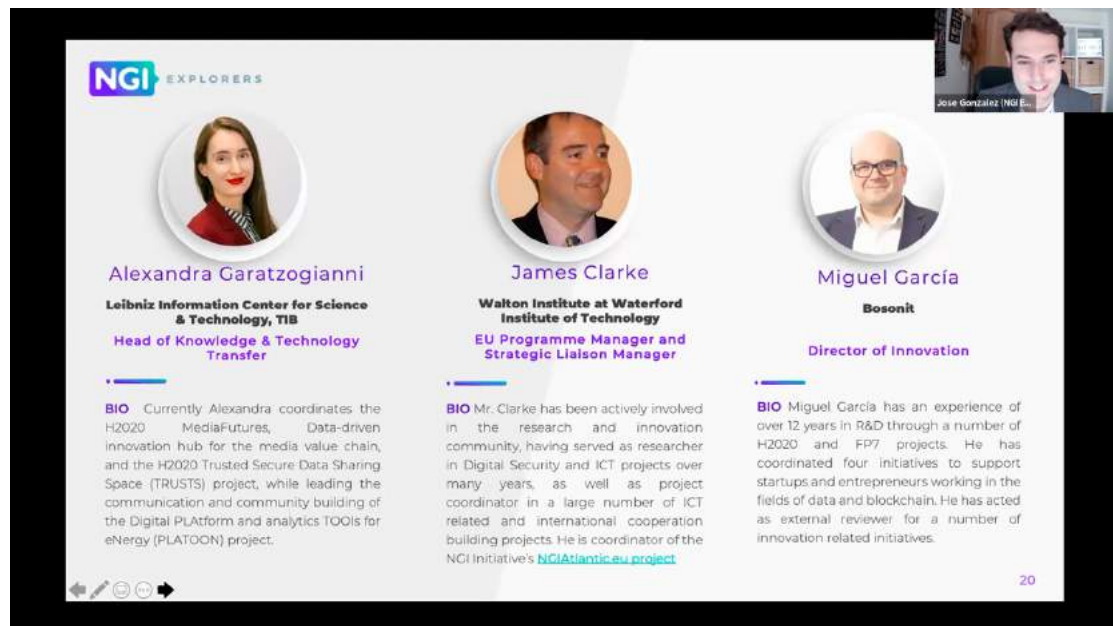 NGI EXPLORERS
Jose Gonzalez (NGI E...
Alexandra Garatzogianni
Leibniz Information Center for Science
& Technology, TIB
Head of Knowledge & Technology
Transfer
BIO Currently Alexandra coordinates the
H2020 MediaFutures, Data-driven
innovation hub for the media value chain,
and the H2020 Trusted Secure Data Sharing
Space (TRUSTS) project, while leading the
communication and community building of
the Digital PLAtform and analytics TOOls for
eNergy (PLATOON) project.
James Clarke
Walton Institute at Waterford
Institute of Technology
EU Programme Manager and
Strategic Liaison Manager
BIO Mr. Clarke has been actively involved
in the research and innovation
community, having served as researcher
in Digital Security and ICT projects over
many years, as well as project
coordinator in a large number of ICT
related and international cooperation
building projects. He is coordinator of the
NGI Initiative's NGIAtlantic.eu project
Miguel García
Bosonit
Director of Innovation
BIO Miguel García has an experience of
over 12 years in R&D through a number of
H2020 and FP7 projects. He has
coordinated four initiatives to support
startups and entrepreneurs working in the
fields of data and blockchain. He has acted
as external reviewer for a number of
innovation related initiatives.
20